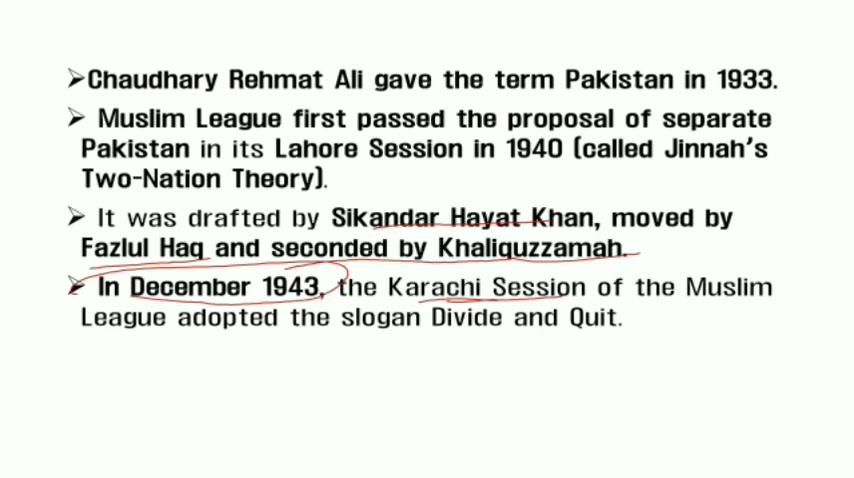 ➢Chaudhary Rehmat Ali gave the term Pakistan in 1933.
➢ Muslim League first passed the proposal of separate
Pakistan in its Lahore Session in 1940 (called Jinnah's
Two-Nation Theory).
➢ It was drafted by Sikandar Hayat Khan, moved by
Fazlul Haq and seconded by Khaliquzzamah.
➢ In December 1943, the Karachi Session of the Muslim
League adopted the slogan Divide and Quit.